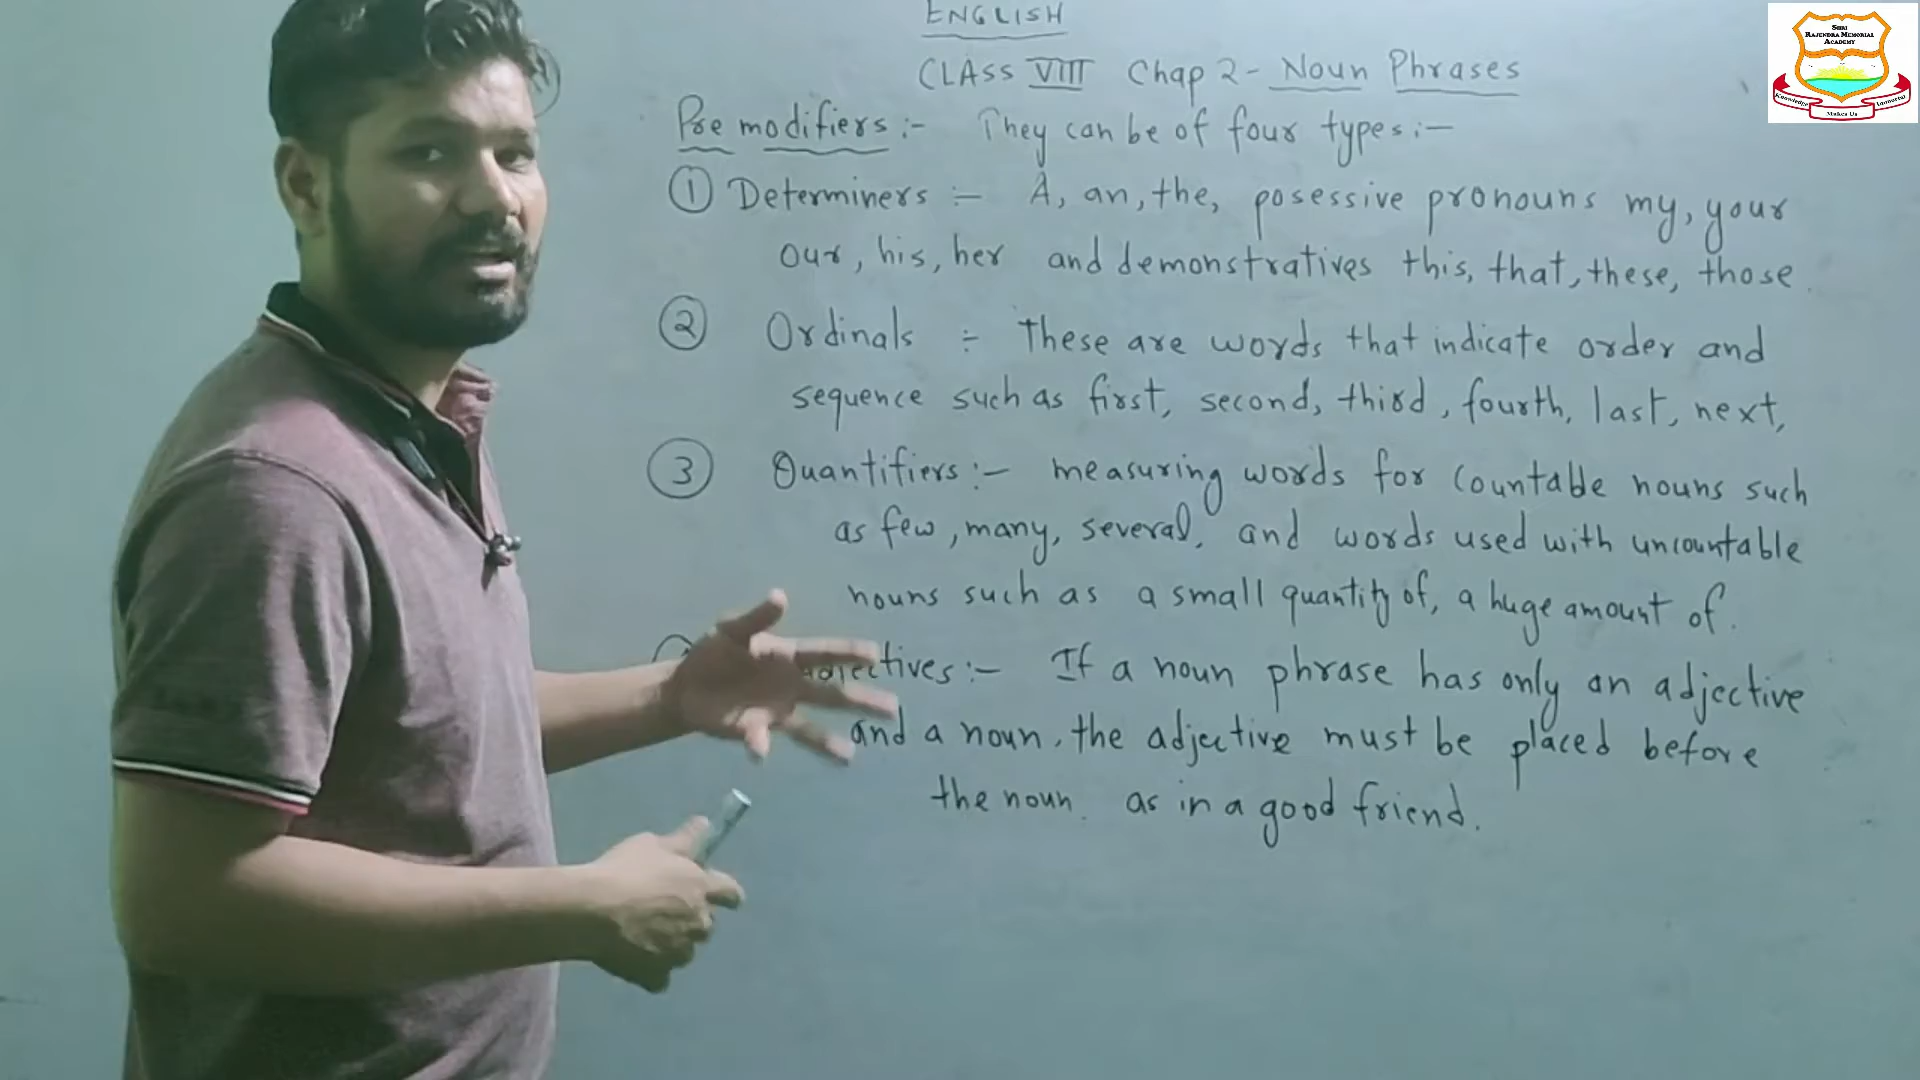 ENGLISH
CLASS VIII Chap 2- Noun Phrases
Pre modifiers :- They can be of four types :-
① Determiners :- A, an, the, posessive pronouns my, your
our, his, her and demonstratives this, that, these, those.
② Ordinals :- These are words that indicate order and
sequence such as first, second, third, fourth, last, next,
③ Quantifiers :- measuring words for countable nouns such
as few, many, several, and words used with uncountable
nouns such as a small quantity of, a huge amount of.
adjectives :- If a noun phrase has only an adjective
and a noun, the adjective must be placed before
the noun. as in a good friend.
SHRI
RAJENDRA MEMORIAL
ACADEMY
Knowledge Immortal
Makes Us